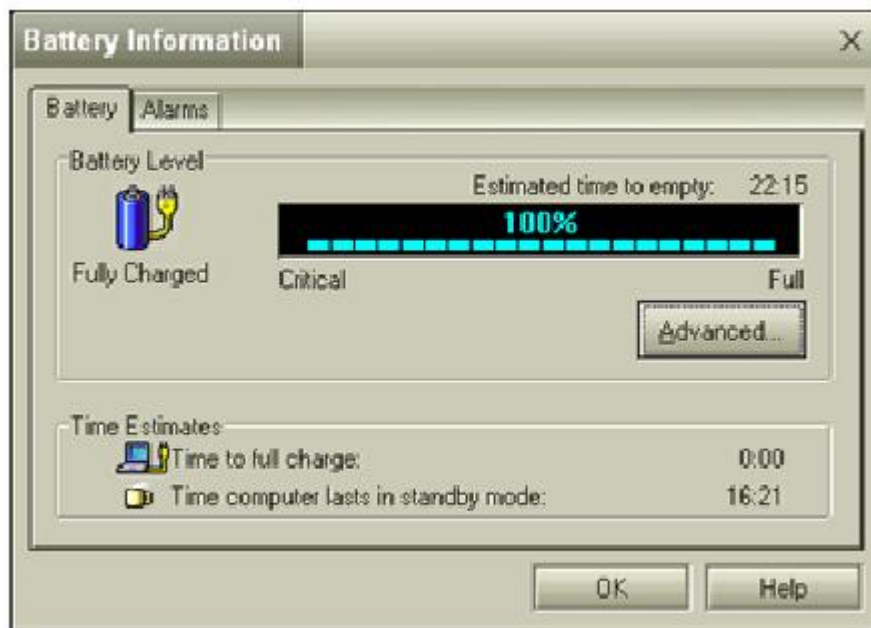 Battery Information
Battery Alarms
Battery Level
Estimated time to empty: 22:15
100%
Fully Charged
Critical Full
Advanced...
Time Estimates
Time to full charge: 0:00
Time computer lasts in standby mode: 16:21
OK Help